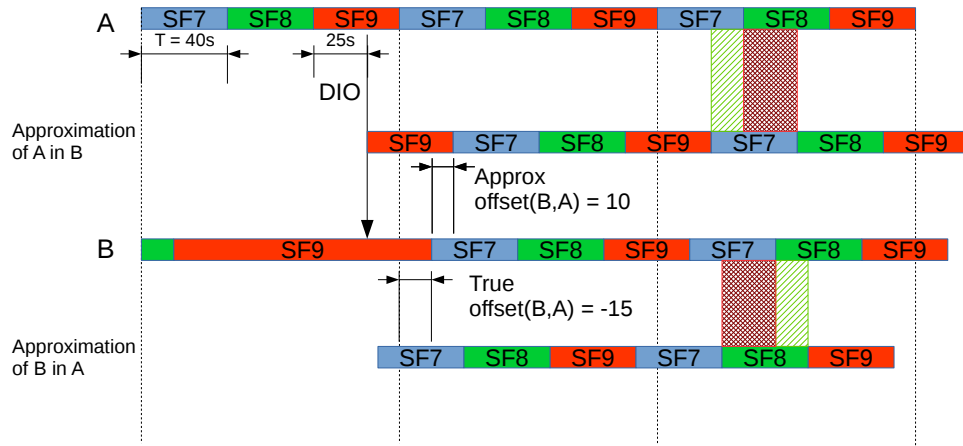 A SF7 SF8 SF9 SF7 SF8 SF9 SF7 SF8 SF9
T = 40s 25s
DIO
Approximation
of A in B
SF9 SF7 SF8 SF9 SF7 SF8 SF9
Approx
offset(B,A) = 10
B SF9 SF7 SF8 SF9 SF7 SF8 SF9
True
offset(B,A) = -15
Approximation
of B in A
SF7 SF8 SF9 SF7 SF8 SF9